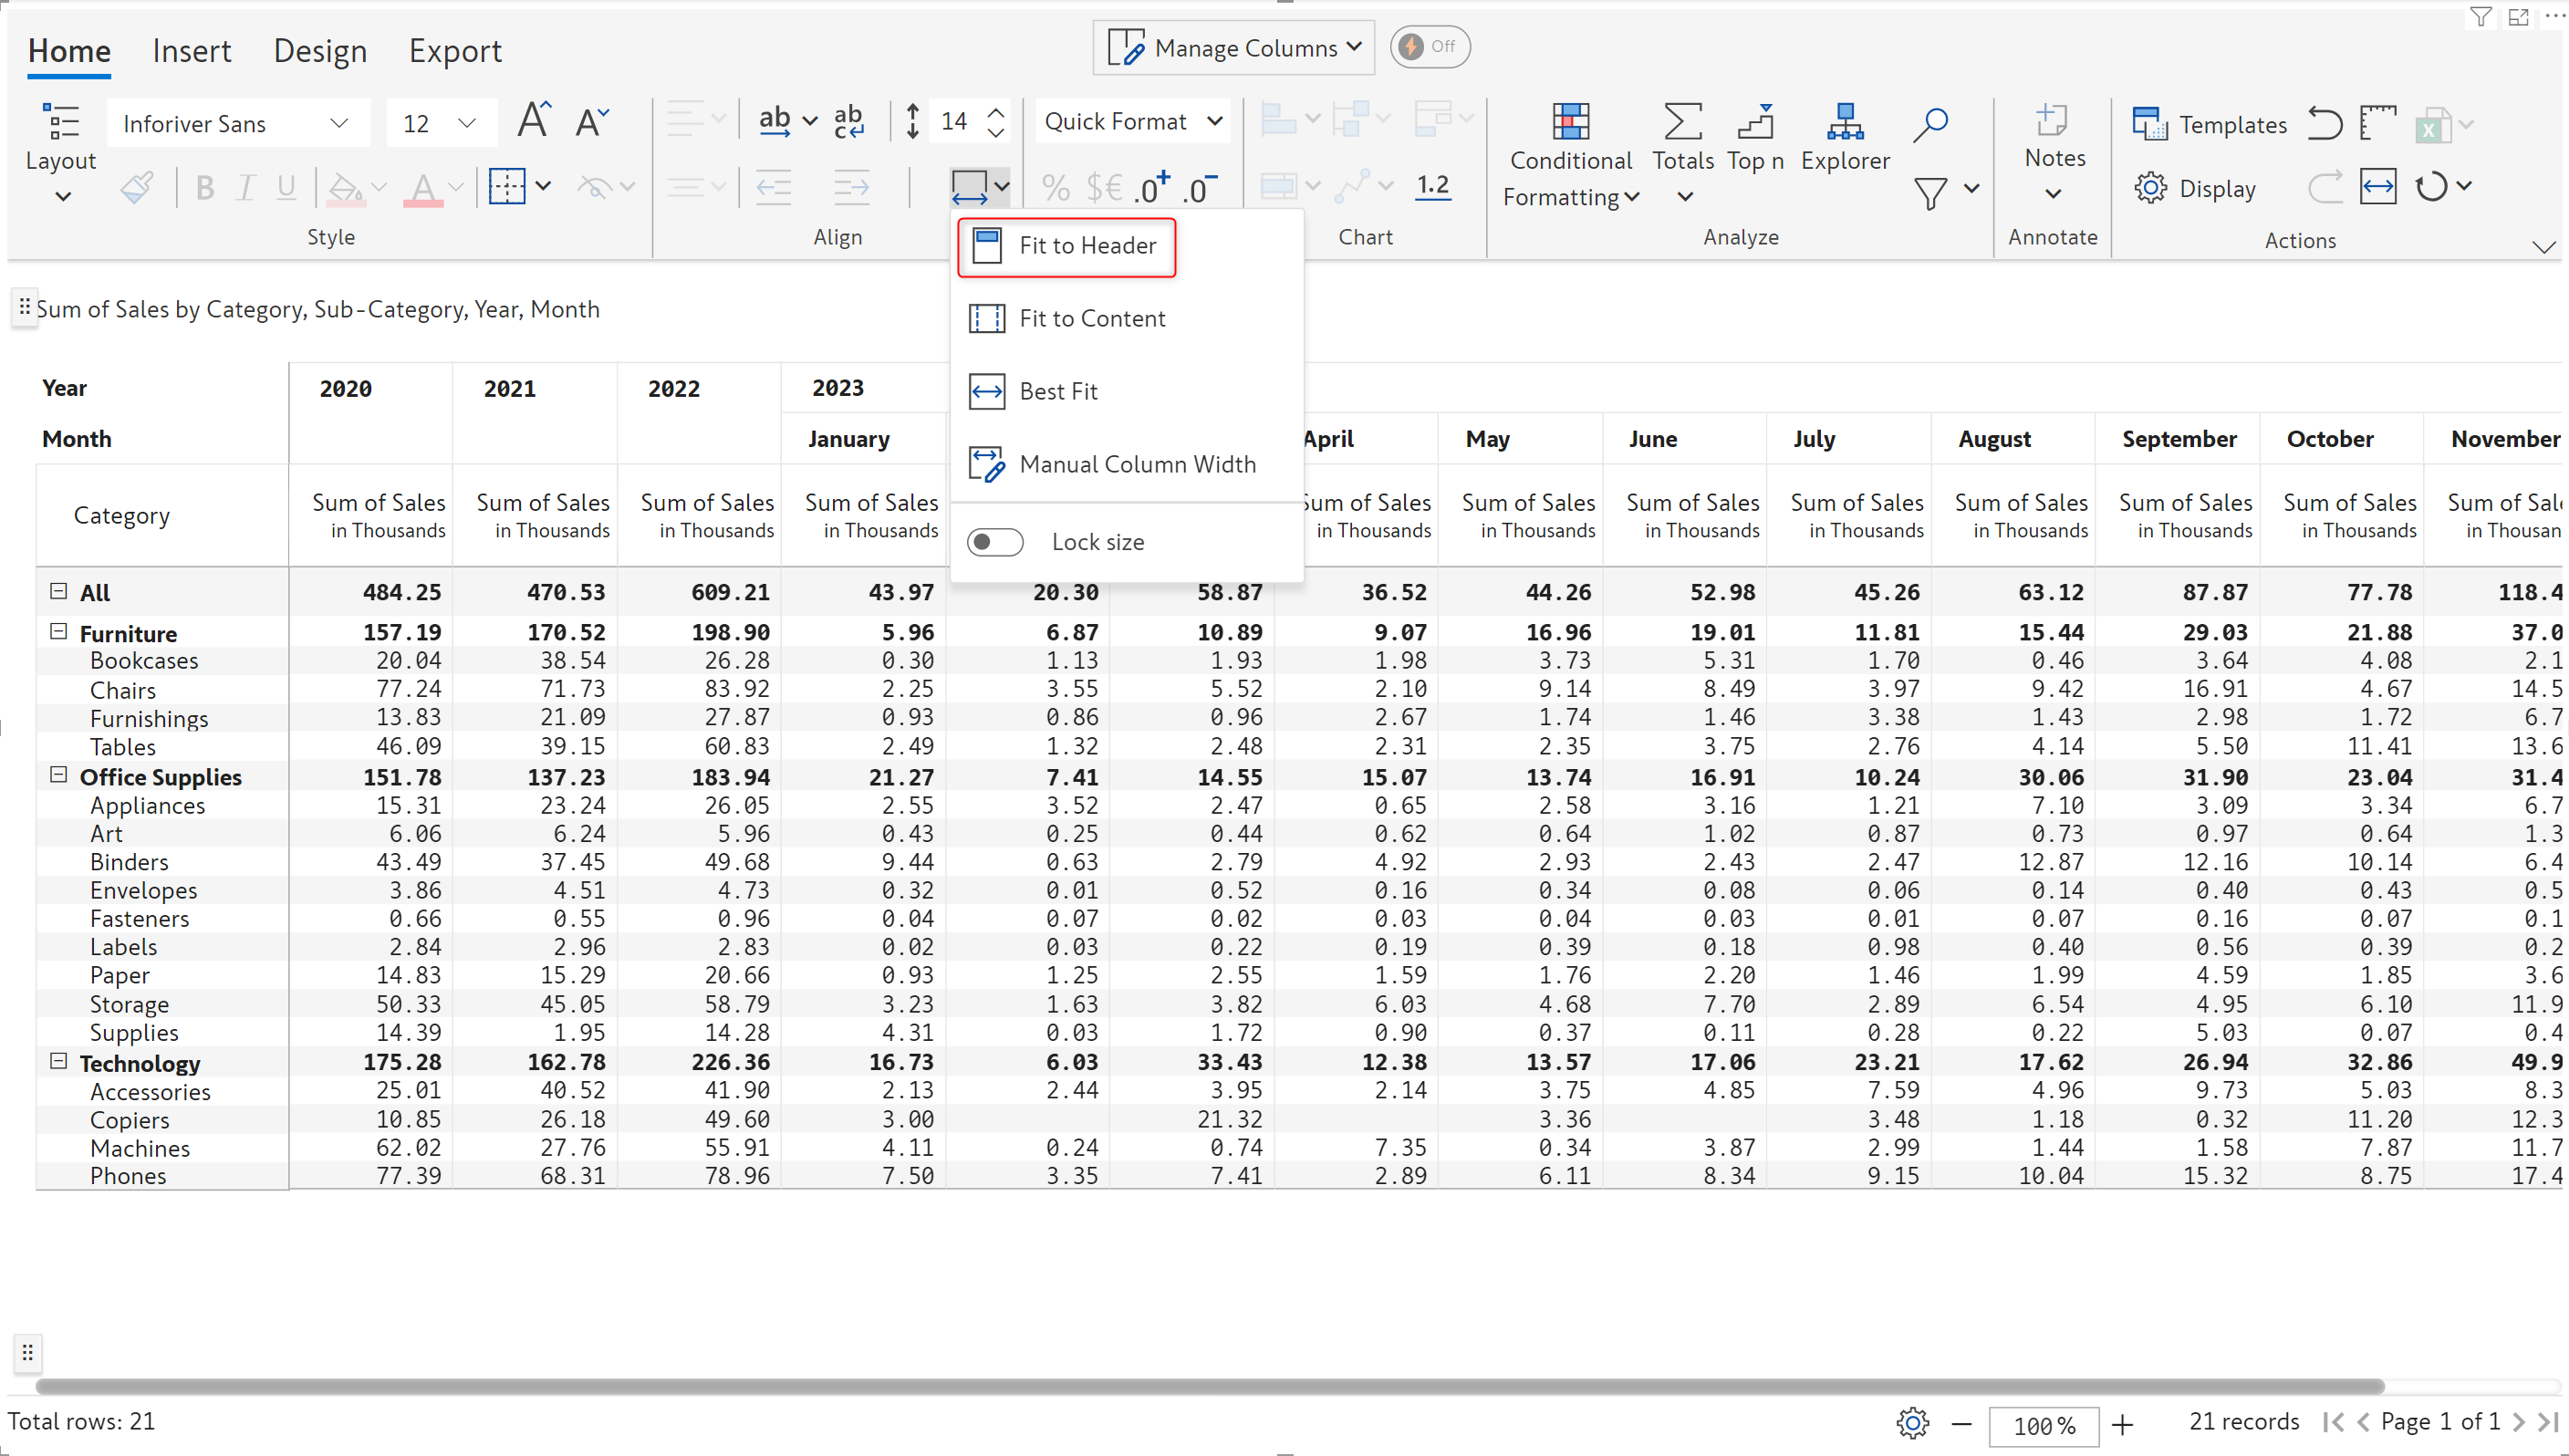 Home Insert Design Export Manage Columns Off
Inforiver Sans 12 ab ab 14 Quick Format Templates
c
Layout Conditional Totals Top n Explorer Notes
B I U A % $€ .0+ .0− 1.2 Formatting Display
Style Align Chart Analyze Annotate Actions
Fit to Header
Fit to Content
Best Fit
Manual Column Width
Lock size
Sum of Sales by Category, Sub-Category, Year, Month
Year 2020 2021 2022 2023
Month January April May June July August September October November
Category Sum of Sales Sum of Sales Sum of Sales Sum of Sales Sum of Sales Sum of Sales Sum of Sales Sum of Sales Sum of Sales Sum of Sales Sum of Sales Sum of Sal
in Thousands in Thousands in Thousands in Thousands in Thousands in Thousands in Thousands in Thousands in Thousands in Thousands in Thousands in Thousan
All 484.25 470.53 609.21 43.97 20.30 58.87 36.52 44.26 52.98 45.26 63.12 87.87 77.78 118.4
Furniture 157.19 170.52 198.90 5.96 6.87 10.89 9.07 16.96 19.01 11.81 15.44 29.03 21.88 37.0
Bookcases 20.04 38.54 26.28 0.30 1.13 1.93 1.98 3.73 5.31 1.70 0.46 3.64 4.08 2.1
Chairs 77.24 71.73 83.92 2.25 3.55 5.52 2.10 9.14 8.49 3.97 9.42 16.91 4.67 14.5
Furnishings 13.83 21.09 27.87 0.93 0.86 0.96 2.67 1.74 1.46 3.38 1.43 2.98 1.72 6.7
Tables 46.09 39.15 60.83 2.49 1.32 2.48 2.31 2.35 3.75 2.76 4.14 5.50 11.41 13.6
Office Supplies 151.78 137.23 183.94 21.27 7.41 14.55 15.07 13.74 16.91 10.24 30.06 31.90 23.04 31.4
Appliances 15.31 23.24 26.05 2.55 3.52 2.47 0.65 2.58 3.16 1.21 7.10 3.09 3.34 6.7
Art 6.06 6.24 5.96 0.43 0.25 0.44 0.62 0.64 1.02 0.87 0.73 0.97 0.64 1.3
Binders 43.49 37.45 49.68 9.44 0.63 2.79 4.92 2.93 2.43 2.47 12.87 12.16 10.14 6.4
Envelopes 3.86 4.51 4.73 0.32 0.01 0.52 0.16 0.34 0.08 0.06 0.14 0.40 0.43 0.5
Fasteners 0.66 0.55 0.96 0.04 0.07 0.02 0.03 0.04 0.03 0.01 0.07 0.16 0.07 0.1
Labels 2.84 2.96 2.83 0.02 0.03 0.22 0.19 0.39 0.18 0.98 0.40 0.56 0.39 0.2
Paper 14.83 15.29 20.66 0.93 1.25 2.55 1.59 1.76 2.20 1.46 1.99 4.59 1.85 3.6
Storage 50.33 45.05 58.79 3.23 1.63 3.82 6.03 4.68 7.70 2.89 6.54 4.95 6.10 11.9
Supplies 14.39 1.95 14.28 4.31 0.03 1.72 0.90 0.37 0.11 0.28 0.22 5.03 0.07 0.4
Technology 175.28 162.78 226.36 16.73 6.03 33.43 12.38 13.57 17.06 23.21 17.62 26.94 32.86 49.9
Accessories 25.01 40.52 41.90 2.13 2.44 3.95 2.14 3.75 4.85 7.59 4.96 9.73 5.03 8.3
Copiers 10.85 26.18 49.60 3.00 21.32 3.36 3.48 1.18 0.32 11.20 12.3
Machines 62.02 27.76 55.91 4.11 0.24 0.74 7.35 0.34 3.87 2.99 1.44 1.58 7.87 11.7
Phones 77.39 68.31 78.96 7.50 3.35 7.41 2.89 6.11 8.34 9.15 10.04 15.32 8.75 17.4
Total rows: 21 100% 21 records Page 1 of 1